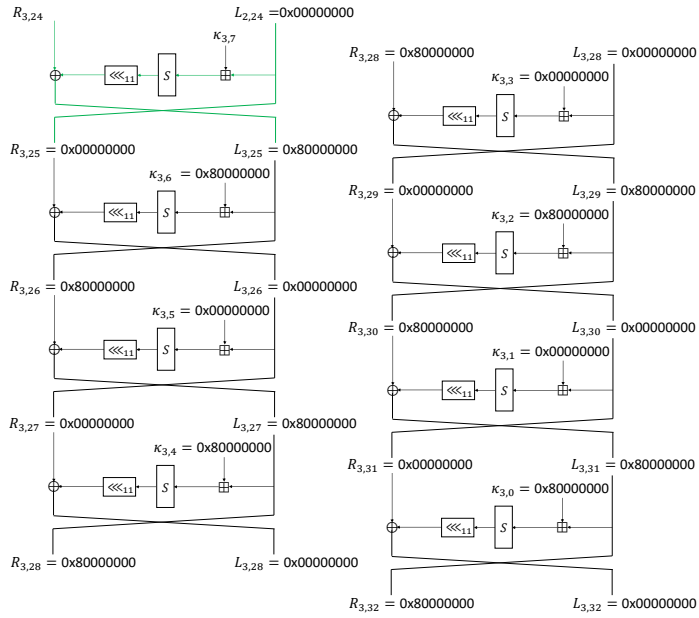 R3,24 L2,24 =0x00000000
κ3,7
⋘11 S
R3,25 = 0x00000000 L3,25 = 0x80000000
κ3,6 = 0x80000000
⋘11 S
R3,26 = 0x80000000 L3,26 = 0x00000000
κ3,5 = 0x00000000
⋘11 S
R3,27 = 0x00000000 L3,27 = 0x80000000
κ3,4 = 0x80000000
⋘11 S
R3,28 = 0x80000000 L3,28 = 0x00000000
R3,28 = 0x80000000 L3,28 = 0x00000000
κ3,3 = 0x00000000
⋘11 S
R3,29 = 0x00000000 L3,29 = 0x80000000
κ3,2 = 0x80000000
⋘11 S
R3,30 = 0x80000000 L3,30 = 0x00000000
κ3,1 = 0x00000000
⋘11 S
R3,31 = 0x00000000 L3,31 = 0x80000000
κ3,0 = 0x80000000
⋘11 S
R3,32 = 0x80000000 L3,32 = 0x00000000